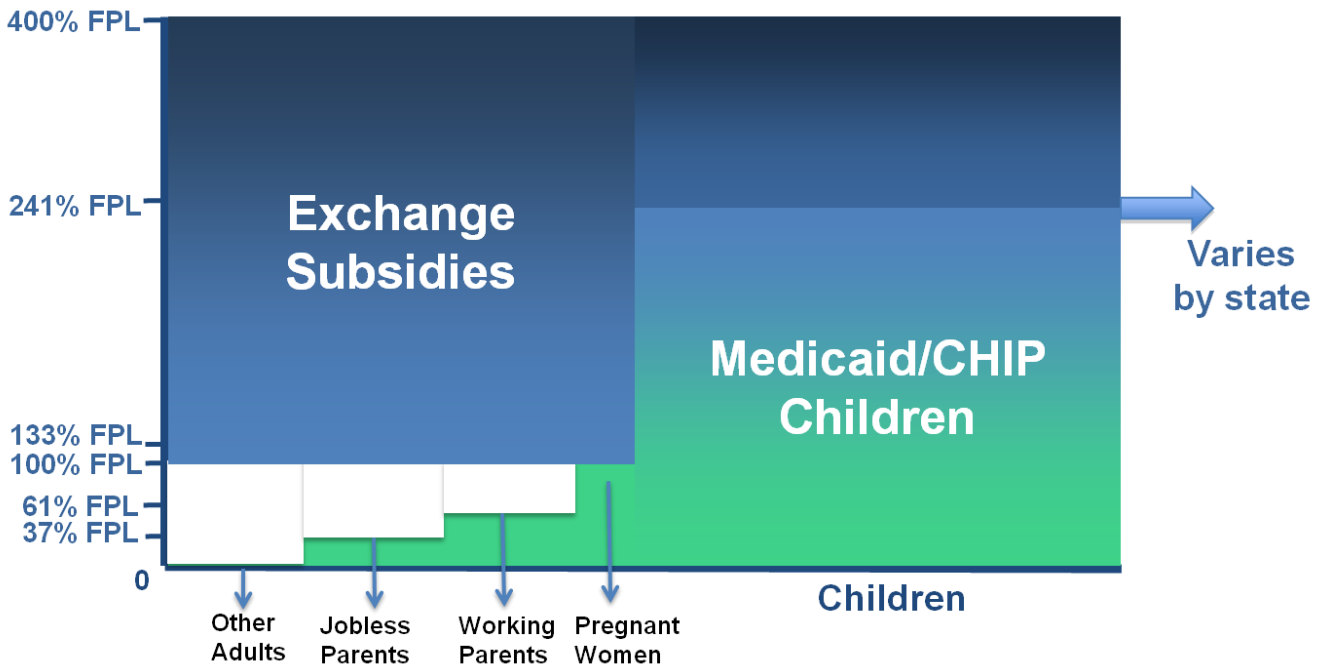 400% FPL
241% FPL
133% FPL
100% FPL
61% FPL
37% FPL
0
Exchange
Subsidies
Medicaid/CHIP
Children
Varies
by state
Children
Other
Adults
Jobless
Parents
Working
Parents
Pregnant
Women